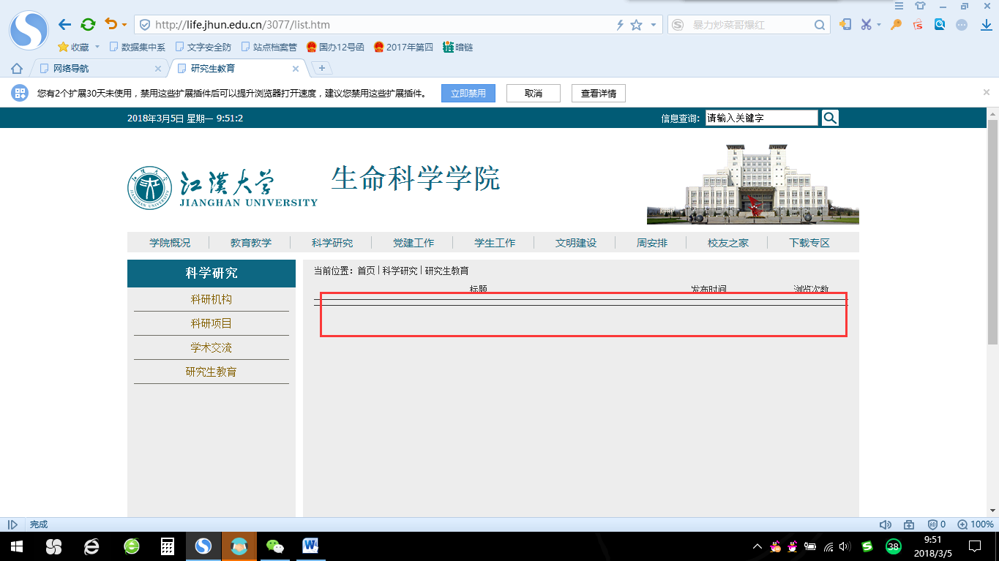 http://life.jhun.edu.cn/3077/list.htm
暴力炒菜哥爆红
收藏 数据集中系 文字安全防 站点档案管 国办12号函 2017年第四 暗链
网络导航 研究生教育
您有2个扩展30天未使用，禁用这些扩展插件后可以提升浏览器打开速度，建议您禁用这些扩展插件。 立即禁用 取消 查看详情
2018年3月5日 星期一 9:51:2 信息查询: 请输入关键字
江漢大学 生命科学学院
JIANGHAN UNIVERSITY
学院概况 教育教学 科学研究 党建工作 学生工作 文明建设 周安排 校友之家 下载专区
科学研究
科研机构
科研项目
学术交流
研究生教育
当前位置: 首页 | 科学研究 | 研究生教育
标题 发布时间 浏览次数
完成 0 100%
38 9:51
2018/3/5